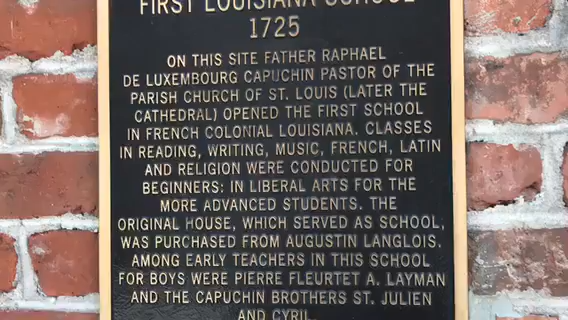 FIRST LOUISIANA SCHOOL
1725
ON THIS SITE FATHER RAPHAEL
DE LUXEMBOURG CAPUCHIN PASTOR OF THE
PARISH CHURCH OF ST. LOUIS (LATER THE
CATHEDRAL) OPENED THE FIRST SCHOOL
IN FRENCH COLONIAL LOUISIANA. CLASSES
IN READING, WRITING, MUSIC, FRENCH, LATIN
AND RELIGION WERE CONDUCTED FOR
BEGINNERS: IN LIBERAL ARTS FOR THE
MORE ADVANCED STUDENTS. THE
ORIGINAL HOUSE, WHICH SERVED AS SCHOOL,
WAS PURCHASED FROM AUGUSTIN LANGLOIS.
AMONG EARLY TEACHERS IN THIS SCHOOL
FOR BOYS WERE PIERRE FLEURTET A. LAYMAN
AND THE CAPUCHIN BROTHERS ST. JULIEN
AND CYRIL.